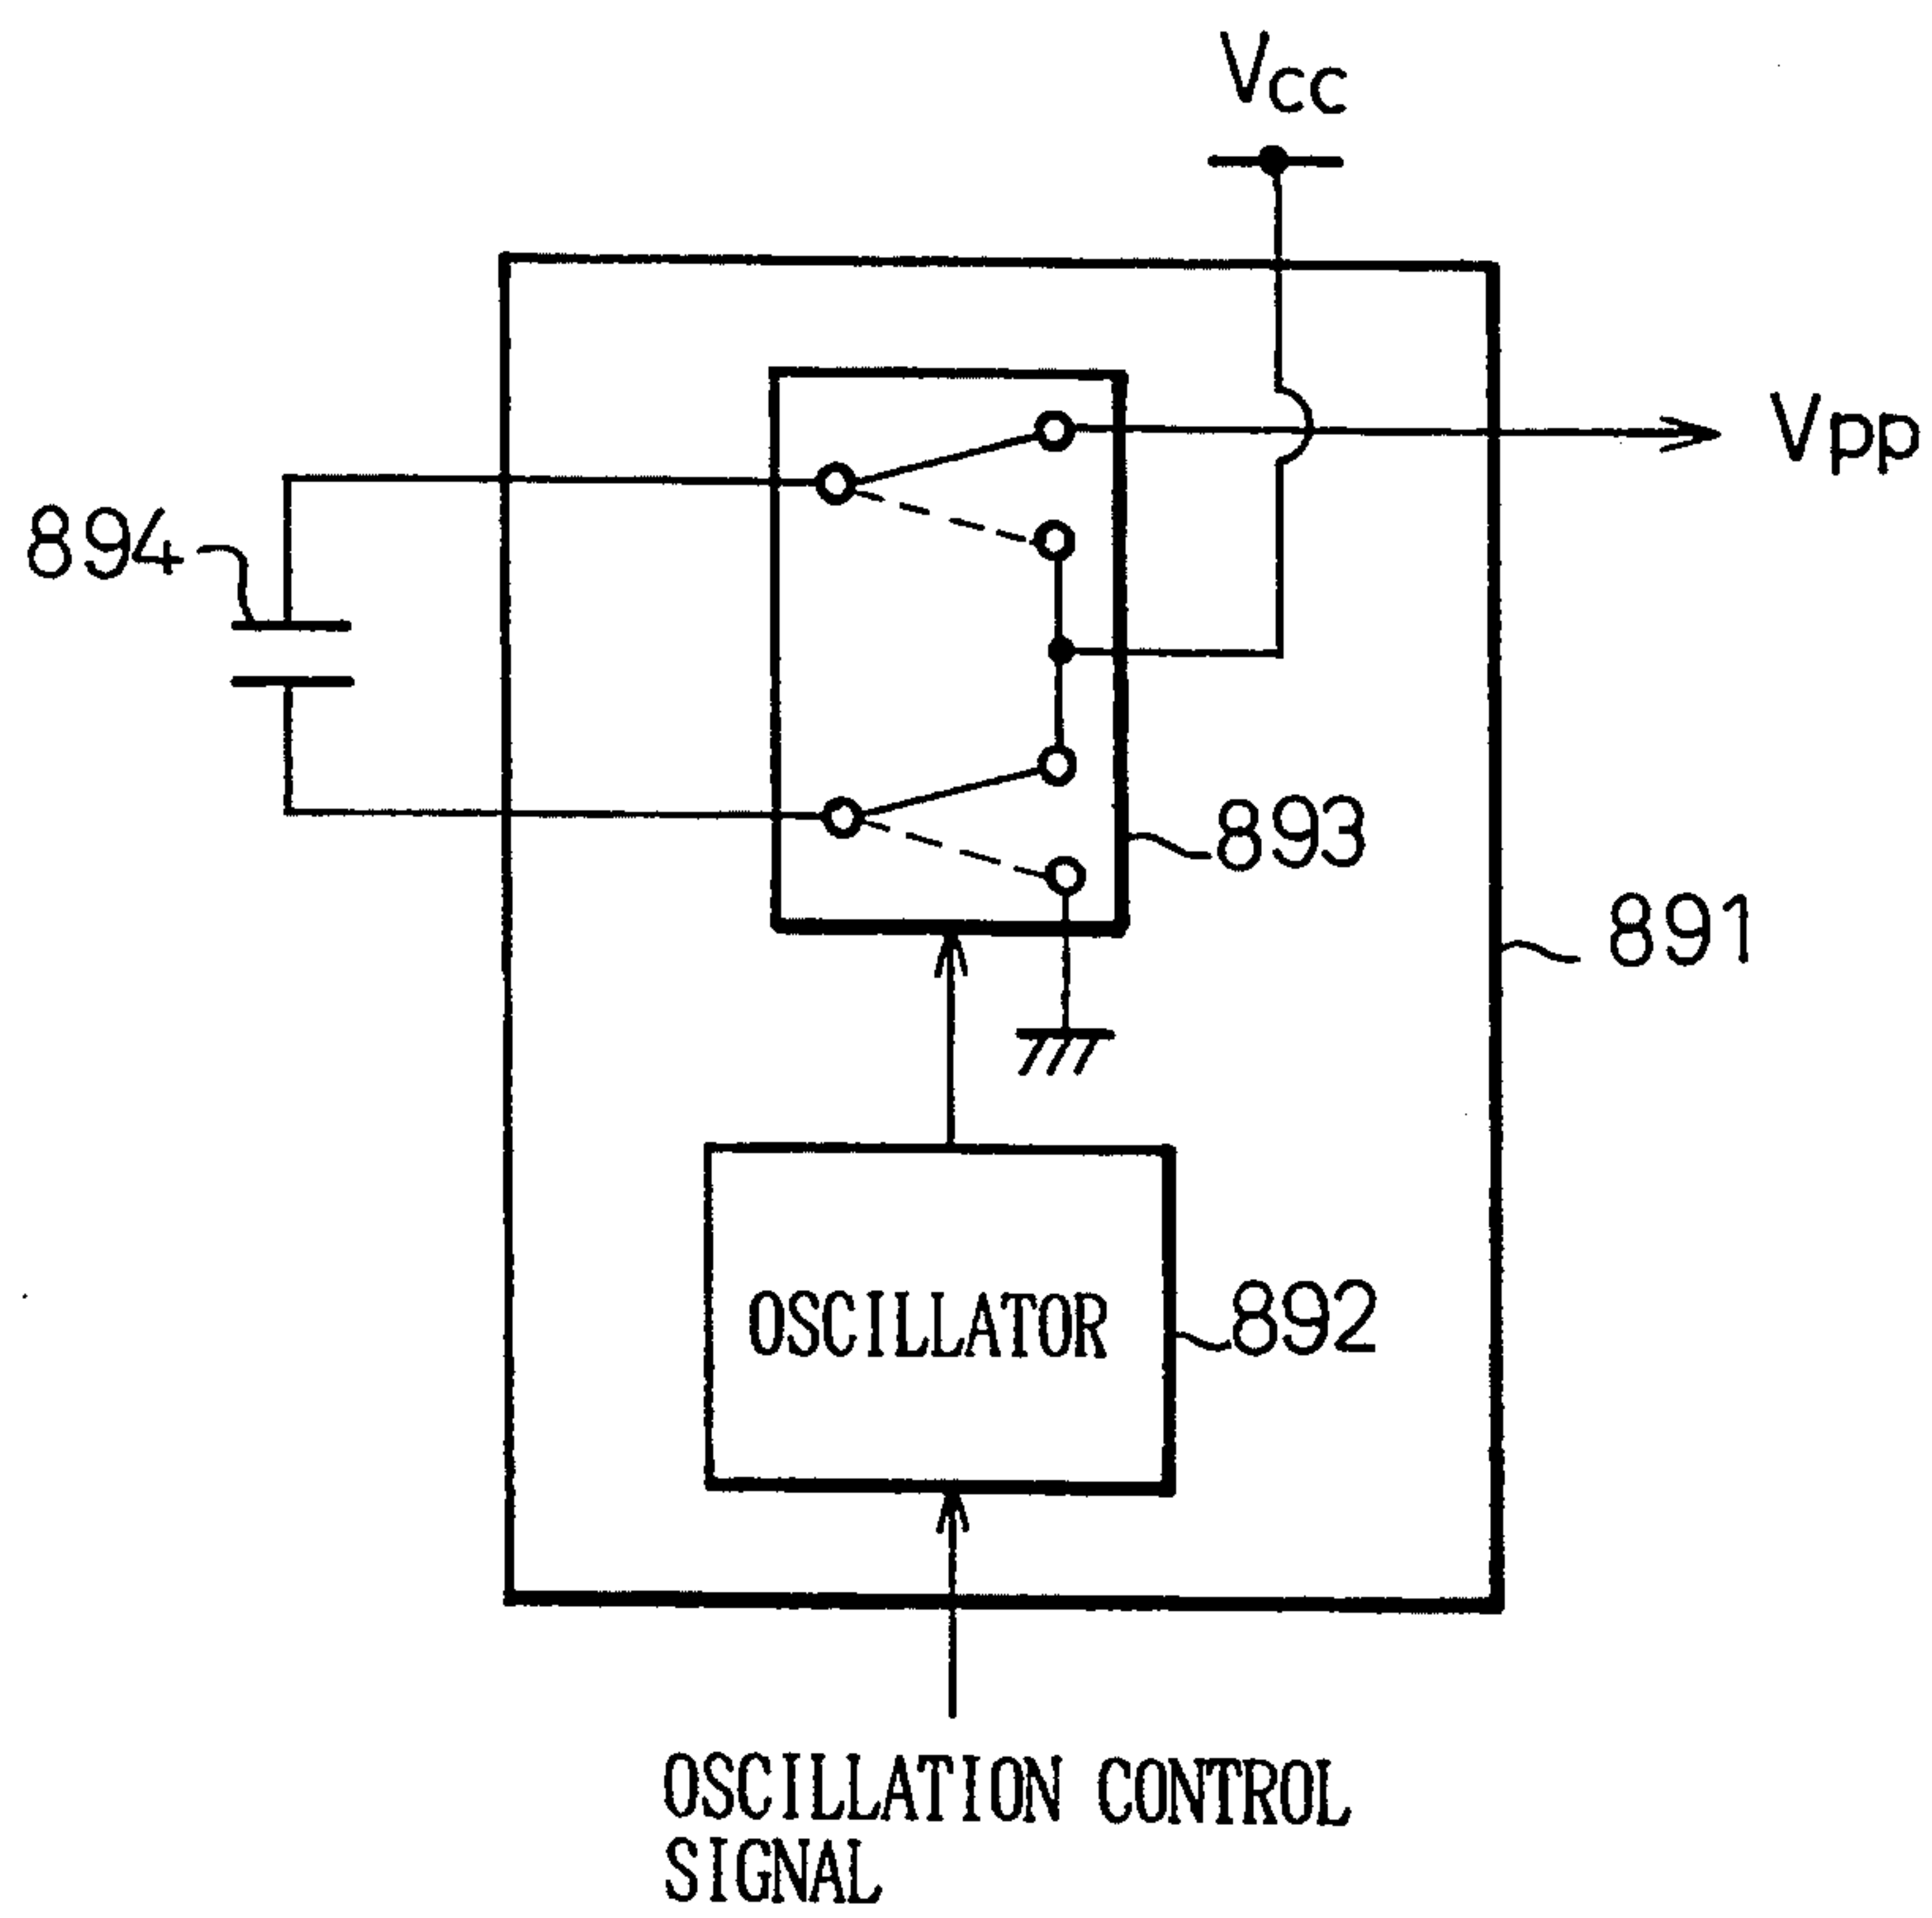 Vcc
Vpp
894
893
891
OSCILLATOR
892
OSCILLATION CONTROL
SIGNAL